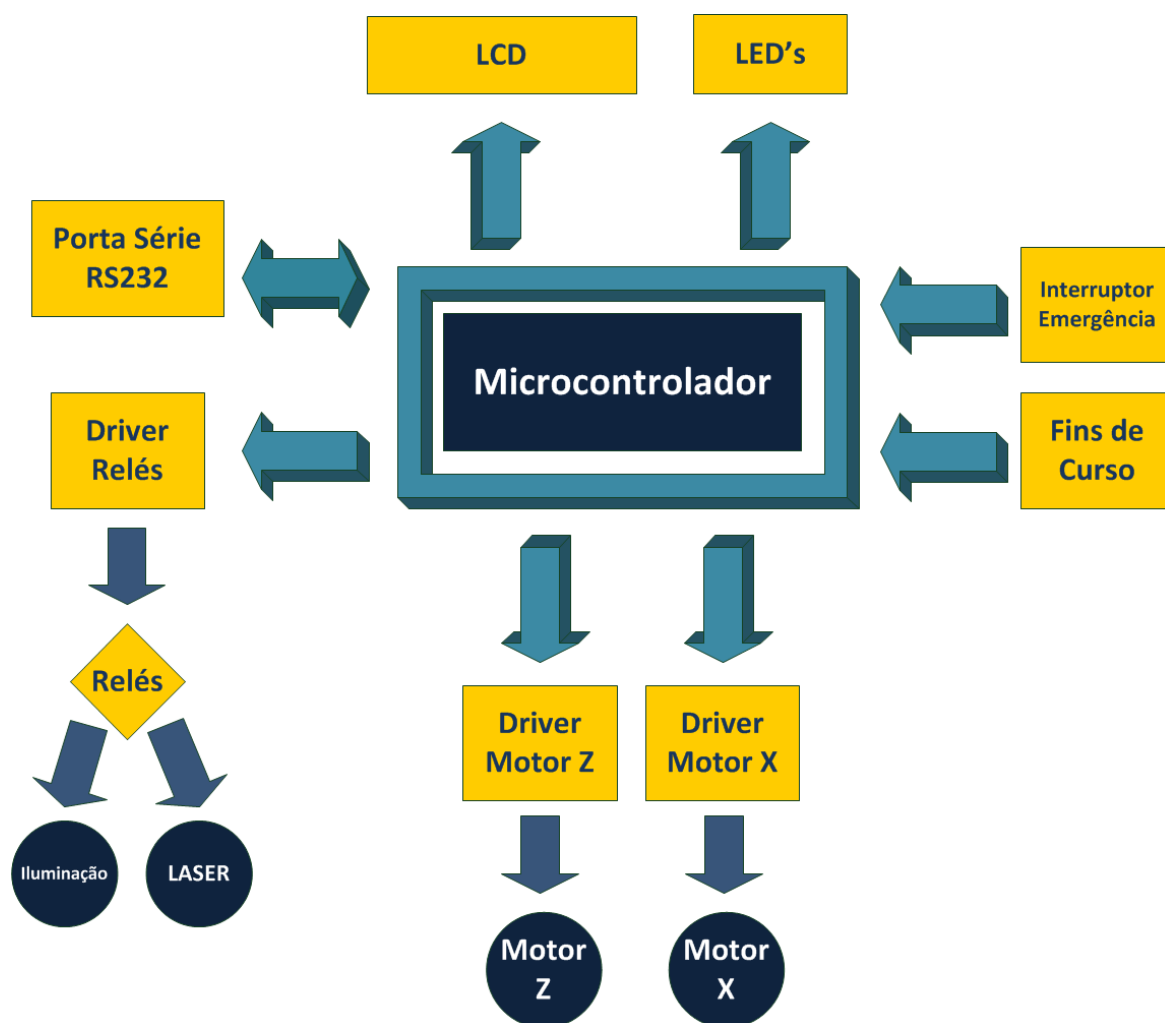 LCD
LED’s
Porta Série
RS232
Interruptor
Emergência
Microcontrolador
Driver
Relés
Fins de
Curso
Relés
Driver
Motor Z
Driver
Motor X
Iluminação
LASER
Motor
Z
Motor
X